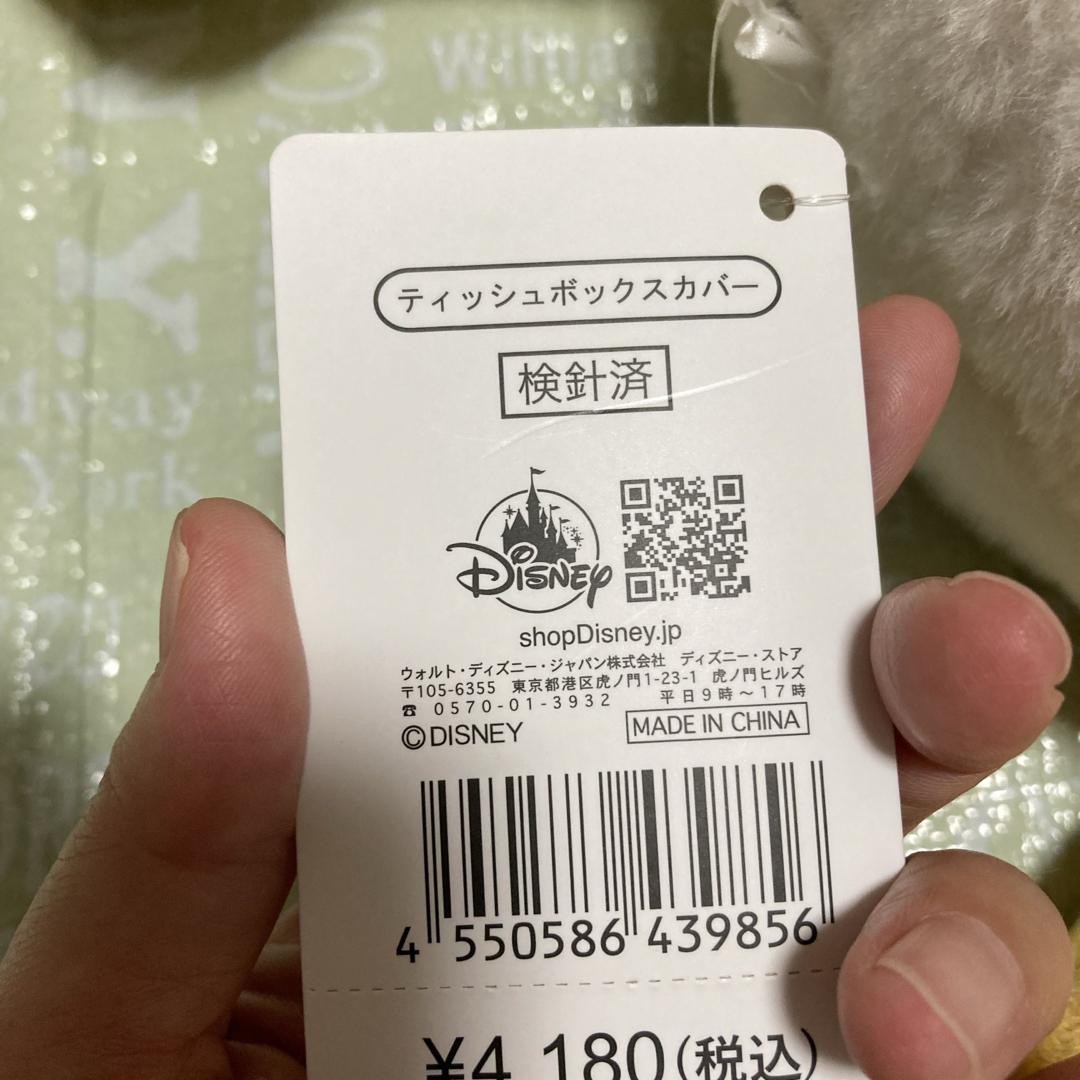 Williams
dway
York
ティッシュボックスカバー
検針済
Disney
shopDisney.jp
ウォルト・ディズニー・ジャパン株式会社 ディズニー・ストア
〒105-6355 東京都港区虎ノ門1-23-1 虎ノ門ヒルズ
☎ 0570-01-3932 平日9時〜17時
©DISNEY MADE IN CHINA
4 550586 439856
¥4,180(税込)